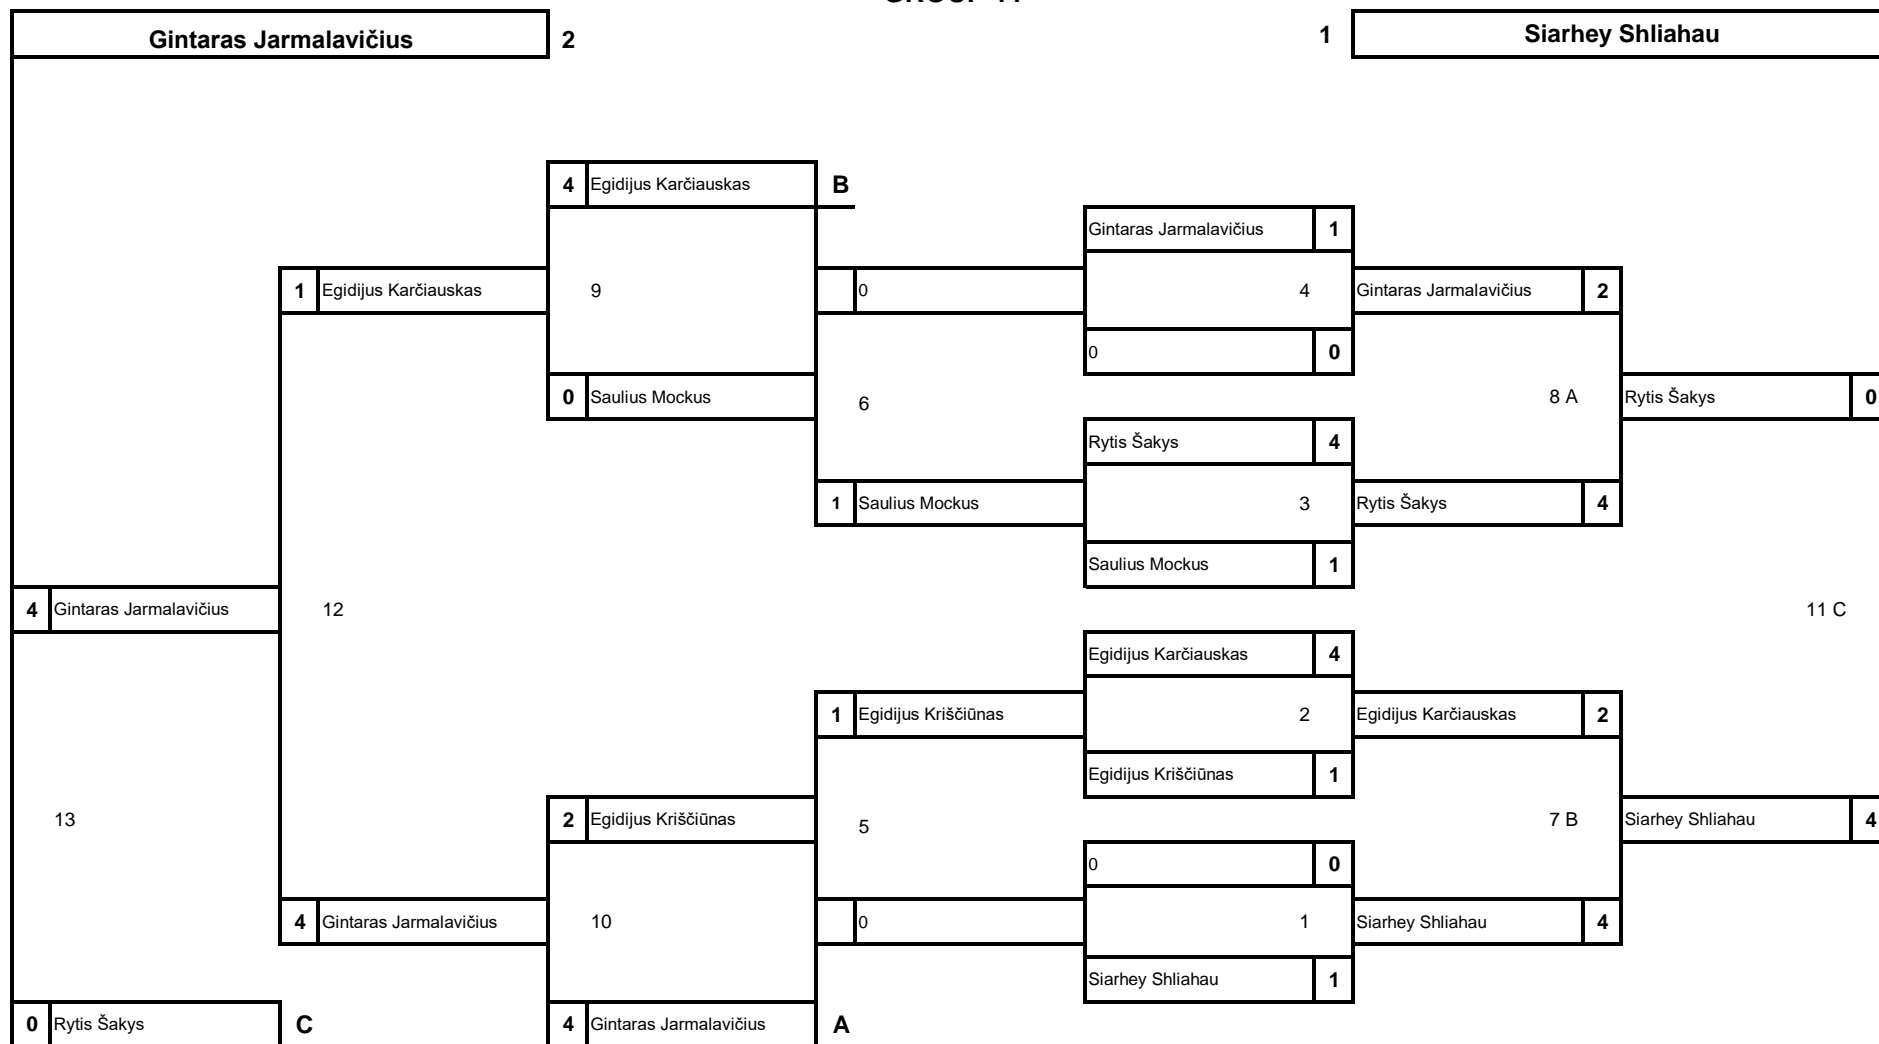 Gintaras Jarmalavičius 2 1 Siarhey Shliahau
4 Egidijus Karčiauskas B
Gintaras Jarmalavičius 1
1 Egidijus Karčiauskas 9 0 4 Gintaras Jarmalavičius 2
0 0
0 Saulius Mockus 6 8 A Rytis Šakys 0
Rytis Šakys 4
1 Saulius Mockus 3 Rytis Šakys 4
Saulius Mockus 1
4 Gintaras Jarmalavičius 12 11 C
Egidijus Karčiauskas 4
1 Egidijus Kriščiūnas 2 Egidijus Karčiauskas 2
Egidijus Kriščiūnas 1
13 2 Egidijus Kriščiūnas 5 7 B Siarhey Shliahau 4
0 0
4 Gintaras Jarmalavičius 10 0 1 Siarhey Shliahau 4
Siarhey Shliahau 1
0 Rytis Šakys C 4 Gintaras Jarmalavičius A